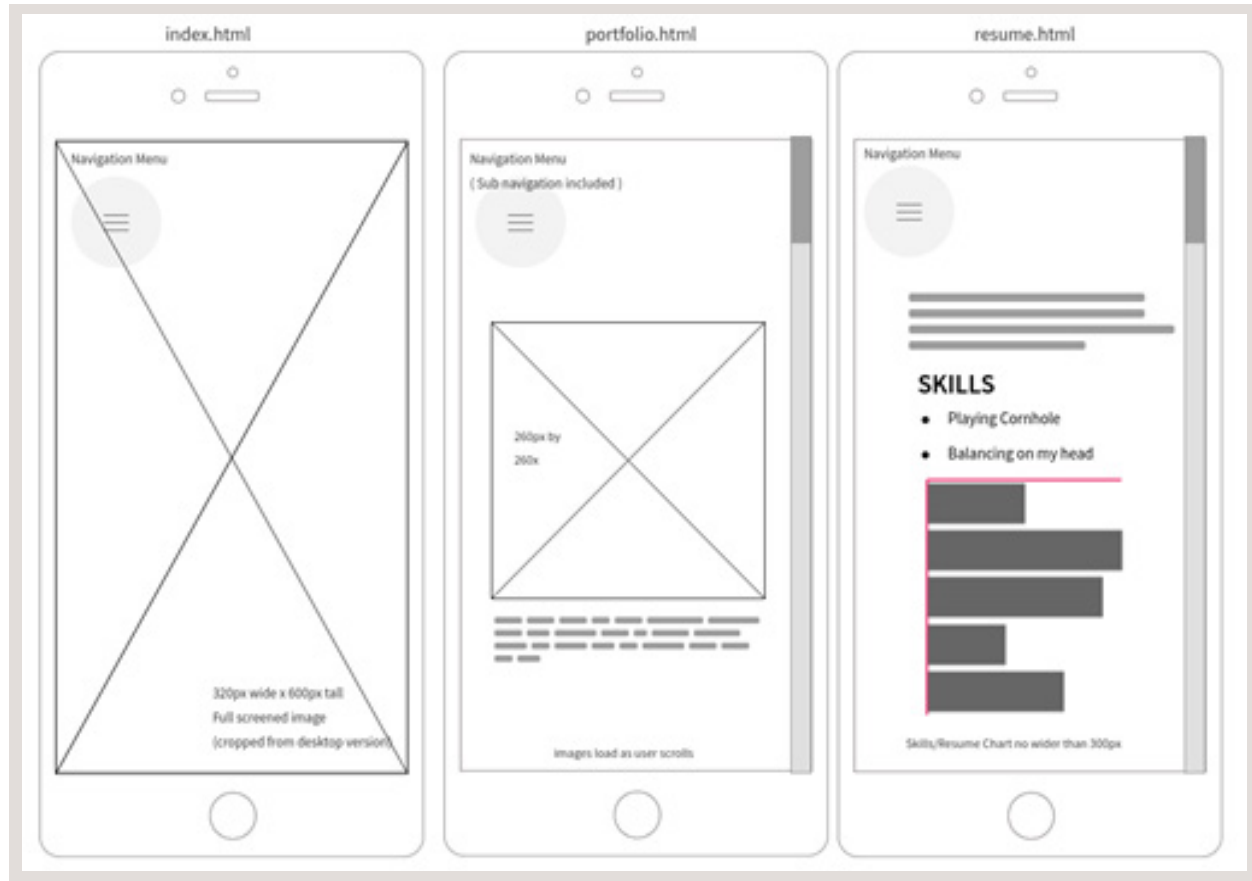 index.html
Navigation Menu
320px wide x 600px tall
Full screened image
(cropped from desktop version)
portfolio.html
Navigation Menu
( Sub navigation included )
260px by
260x
images load as user scrolls
resume.html
Navigation Menu
SKILLS
Playing Cornhole
Balancing on my head
Skills/Resume Chart no wider than 300px